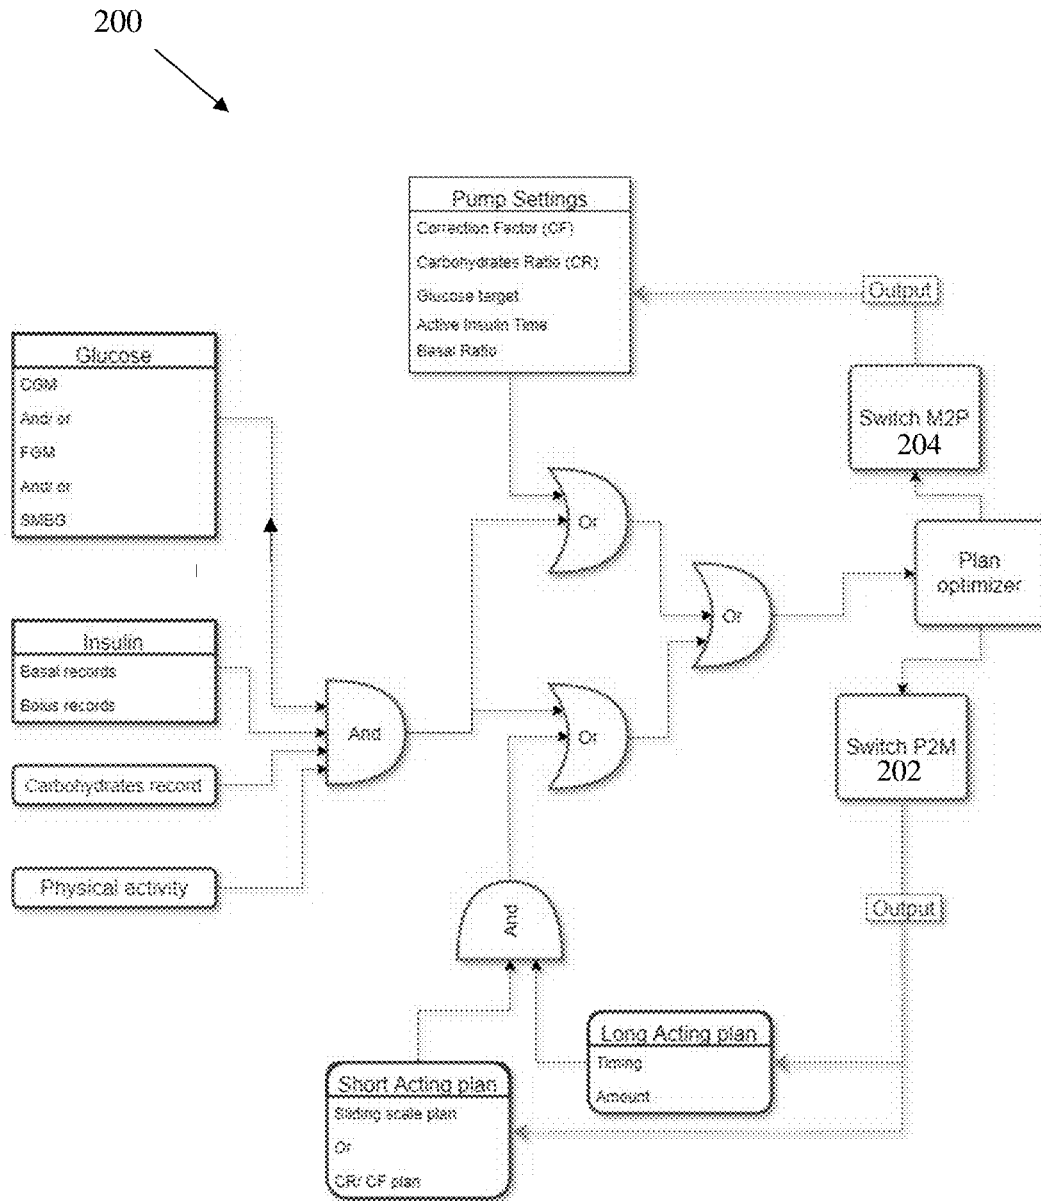 200
Pump Settings
Correction Factor (CF)
Carbohydrates Ratio (CR)
Glucose target
Active Insulin Time
Basal Ratio
Output
Glucose
CGM
And/ or
FGM
And/ or
SMBG
Switch M2P
204
Or
Plan
optimizer
Or
Insulin
Basal records
Bolus records
And
Or
Switch P2M
202
Carbohydrates record
Physical activity
Output
And
Long Acting plan
Timing
Amount
Short Acting plan
Sliding scale plan
Or
CR/ CF plan